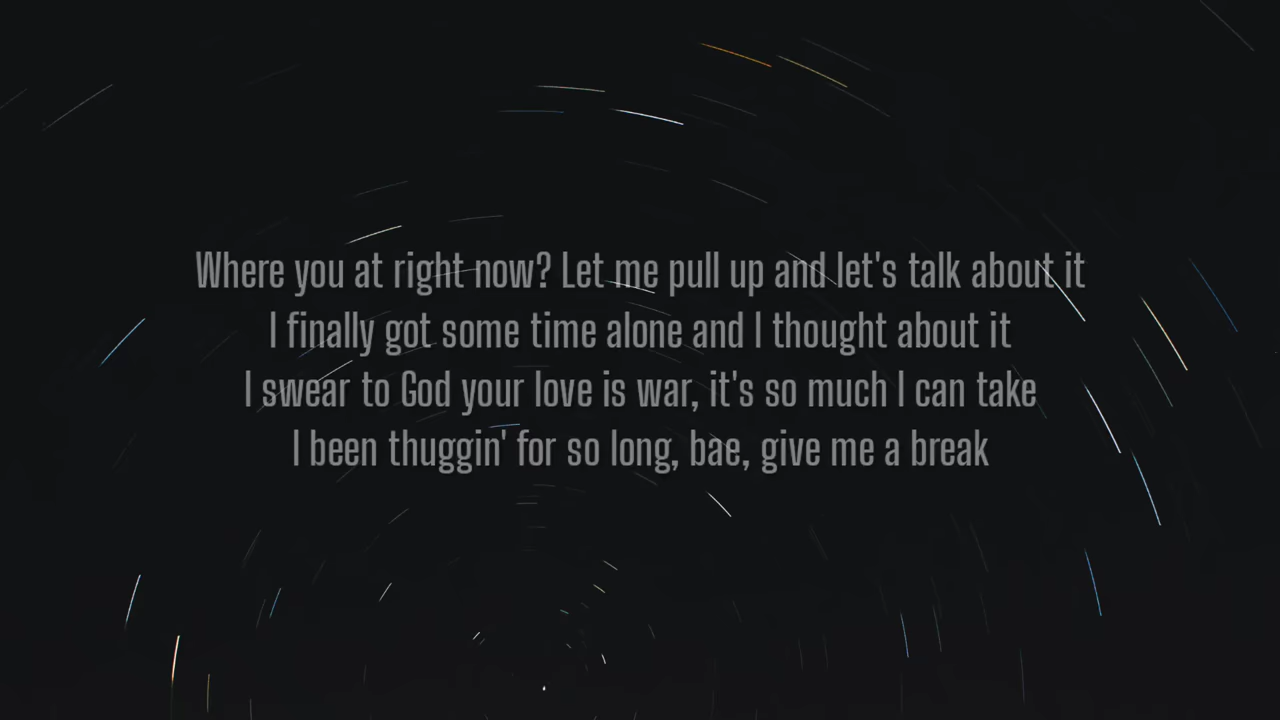 Where you at right now? Let me pull up and let's talk about it
I finally got some time alone and I thought about it
I swear to God your love is war, it's so much I can take
I been thuggin' for so long, bae, give me a break